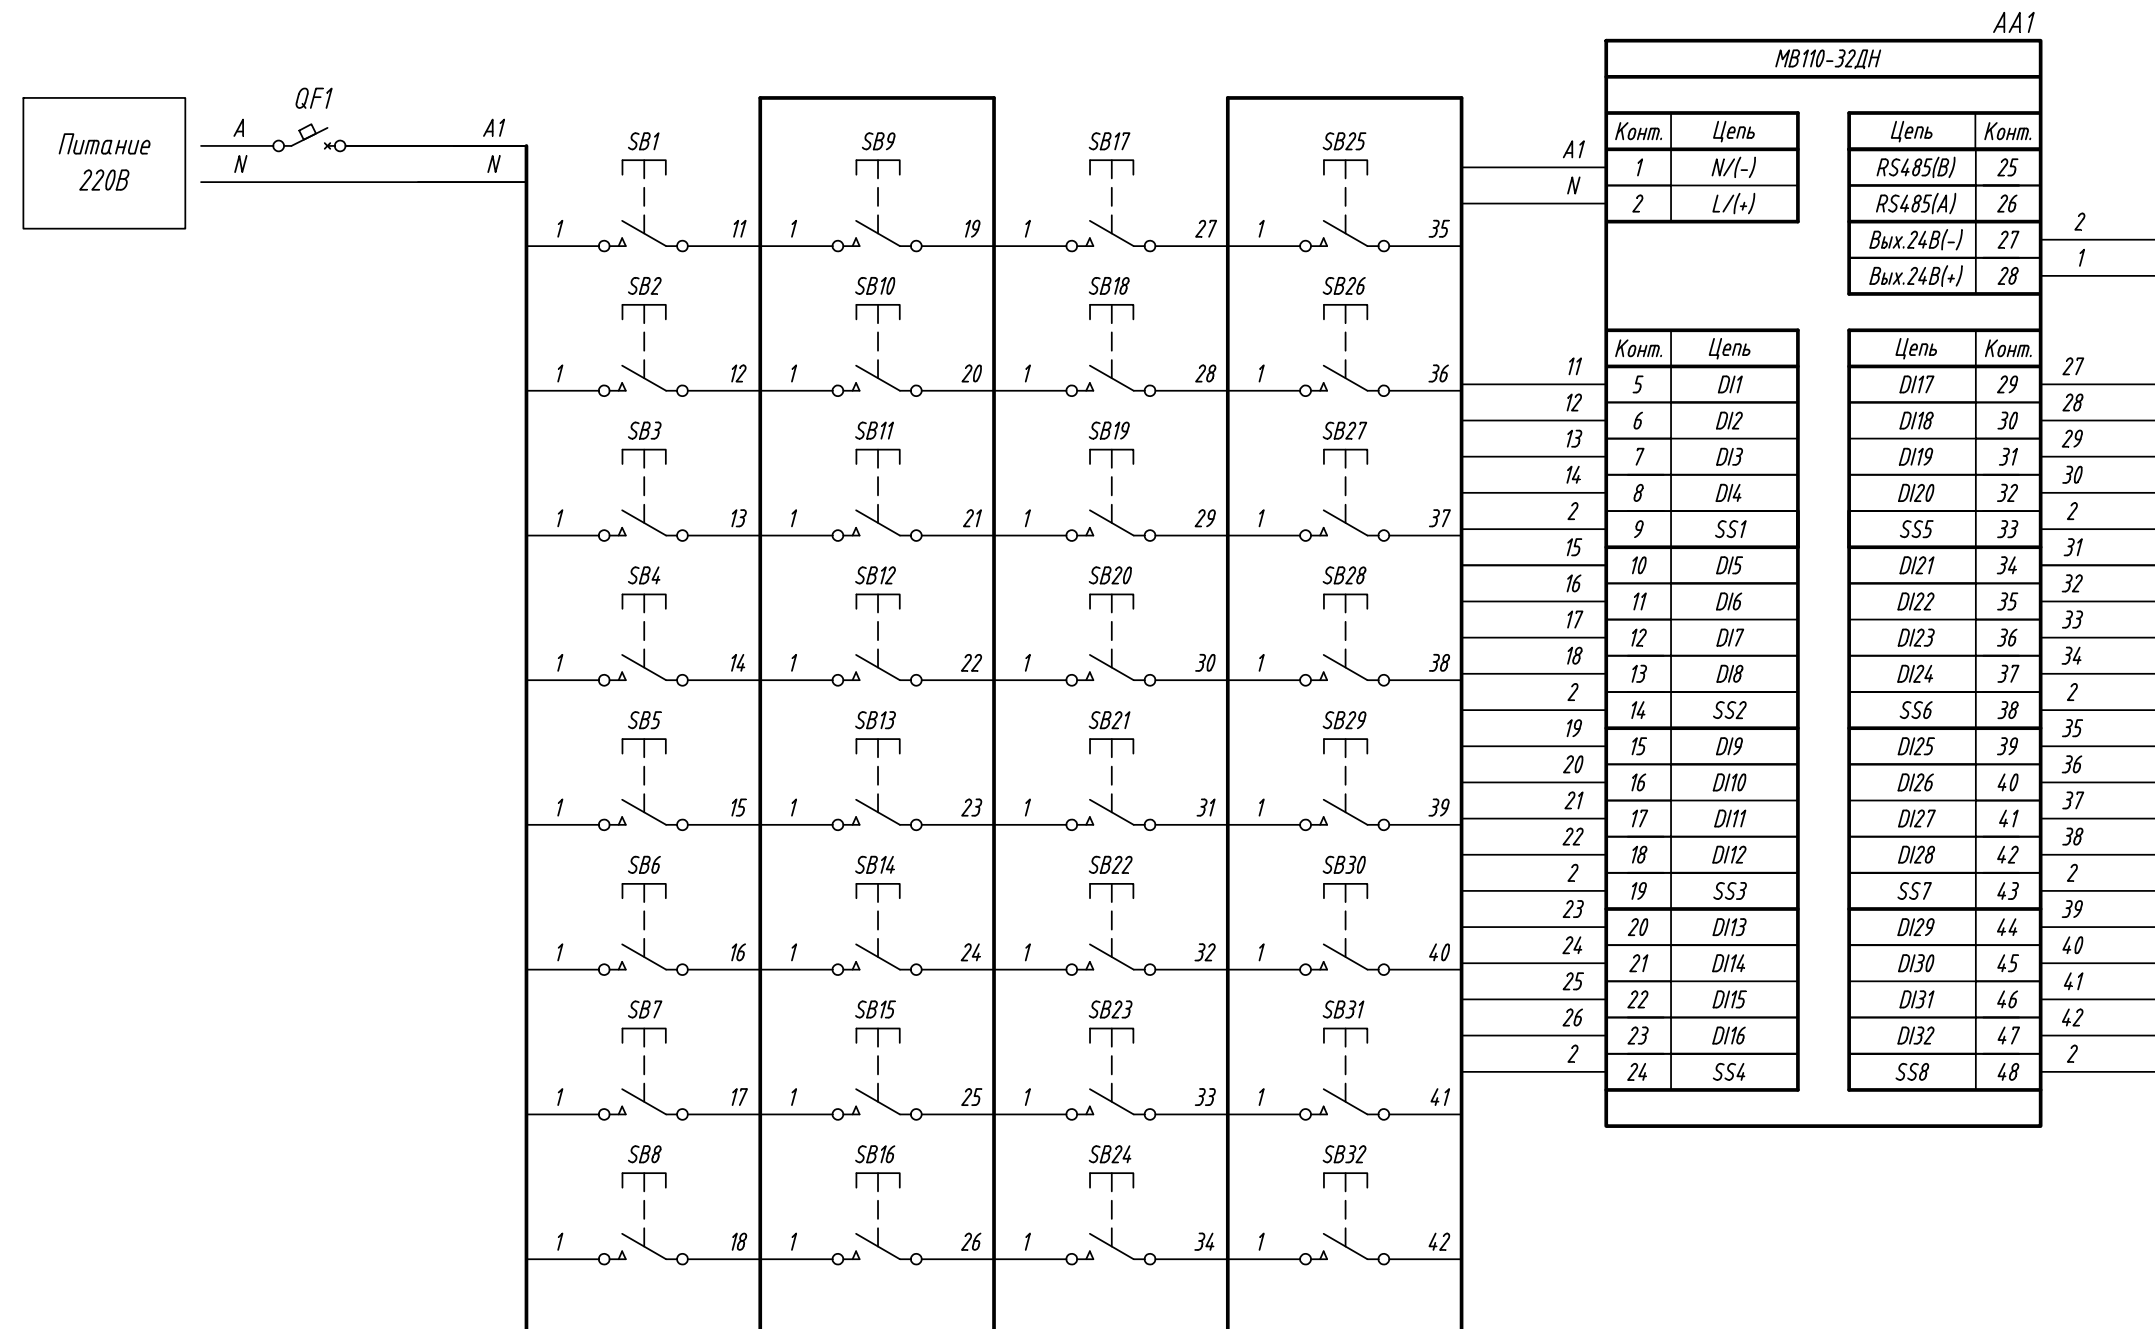 AA1
МВ110-32ДН
Питание
220В
QF1
A
N
A1
N
SB1 SB9 SB17 SB25
1 11 1 19 1 27 1 35
SB2 SB10 SB18 SB26
1 12 1 20 1 28 1 36
SB3 SB11 SB19 SB27
1 13 1 21 1 29 1 37
SB4 SB12 SB20 SB28
1 14 1 22 1 30 1 38
SB5 SB13 SB21 SB29
1 15 1 23 1 31 1 39
SB6 SB14 SB22 SB30
1 16 1 24 1 32 1 40
SB7 SB15 SB23 SB31
1 17 1 25 1 33 1 41
SB8 SB16 SB24 SB32
1 18 1 26 1 34 1 42
Конт. Цепь Цепь Конт.
A1 1 N/(-) RS485(B) 25
N 2 L/(+) RS485(A) 26
Вых.24В(-) 27 2
Вых.24В(+) 28 1
Конт. Цепь Цепь Конт.
11 5 DI1 DI17 29 27
12 6 DI2 DI18 30 28
13 7 DI3 DI19 31 29
14 8 DI4 DI20 32 30
2 9 SS1 SS5 33 2
15 10 DI5 DI21 34 31
16 11 DI6 DI22 35 32
17 12 DI7 DI23 36 33
18 13 DI8 DI24 37 34
2 14 SS2 SS6 38 2
19 15 DI9 DI25 39 35
20 16 DI10 DI26 40 36
21 17 DI11 DI27 41 37
22 18 DI12 DI28 42 38
2 19 SS3 SS7 43 2
23 20 DI13 DI29 44 39
24 21 DI14 DI30 45 40
25 22 DI15 DI31 46 41
26 23 DI16 DI32 47 42
2 24 SS4 SS8 48 2